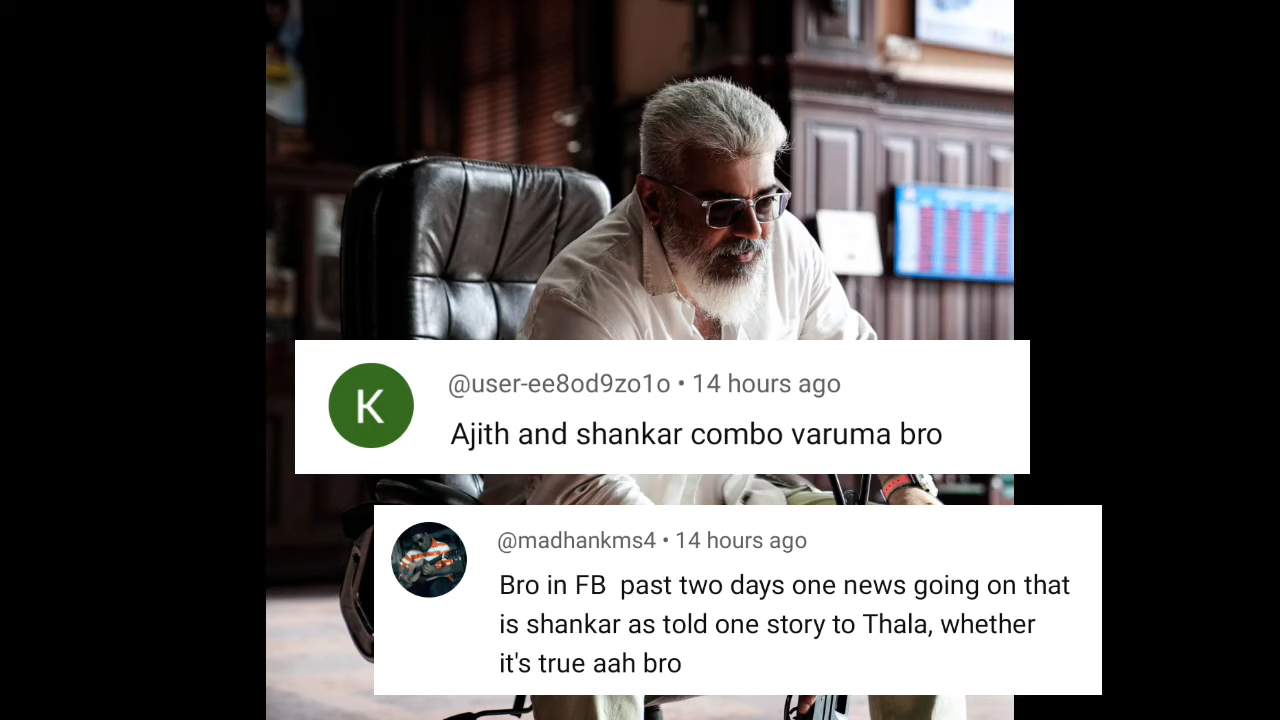 K
@user-ee8od9zo1o • 14 hours ago
Ajith and shankar combo varuma bro
@madhankms4 • 14 hours ago
Bro in FB  past two days one news going on that
is shankar as told one story to Thala, whether
it's true aah bro